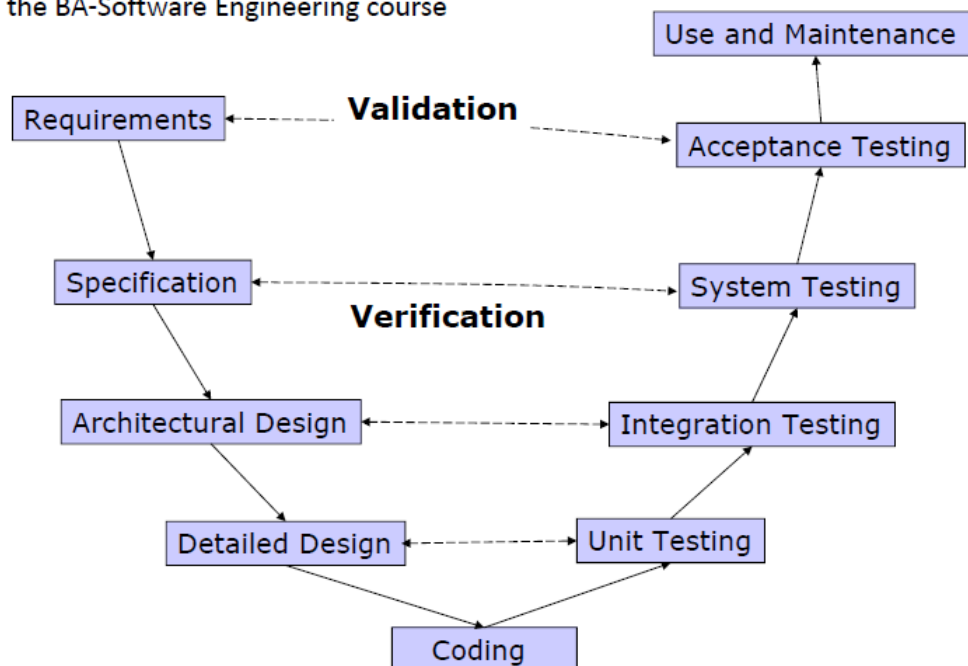 the BA-Software Engineering course
Use and Maintenance
Requirements
Validation
Acceptance Testing
Specification
System Testing
Verification
Architectural Design
Integration Testing
Detailed Design
Unit Testing
Coding